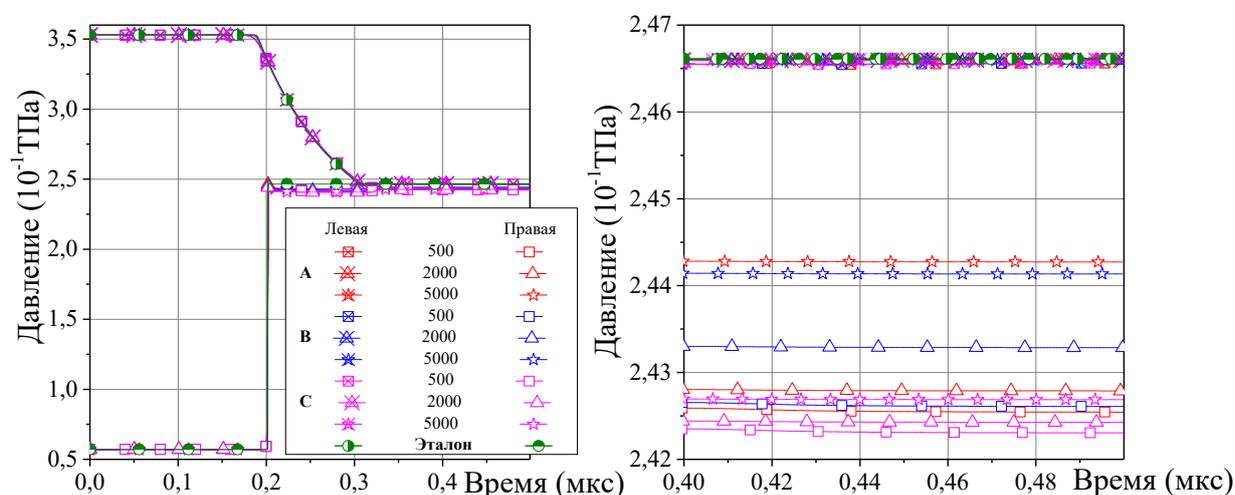 3,5
3,0
2,5
2,0
1,5
1,0
0,5
Давление (10⁻¹ТПа)
0,0 0,1 0,2 0,3 0,4 Время (мкс)
Левая Правая
500
A 2000
5000
500
B 2000
5000
500
C 2000
5000
Эталон
2,47
2,46
2,45
2,44
2,43
2,42
Давление (10⁻¹ТПа)
0,40 0,42 0,44 0,46 0,48 Время (мкс)